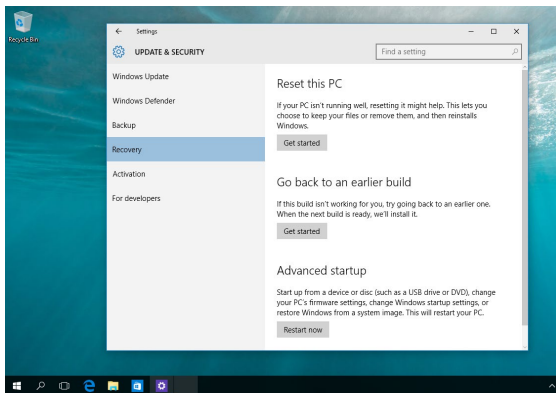 Recycle Bin
Settings
UPDATE & SECURITY
Find a setting
Windows Update
Windows Defender
Backup
Recovery
Activation
For developers
Reset this PC
If your PC isn't running well, resetting it might help. This lets you
choose to keep your files or remove them, and then reinstalls
Windows.
Get started
Go back to an earlier build
If this build isn't working for you, try going back to an earlier one.
When the next build is ready, we'll install it.
Get started
Advanced startup
Start up from a device or disc (such as a USB drive or DVD), change
your PC's firmware settings, change Windows startup settings, or
restore Windows from a system image. This will restart your PC.
Restart now